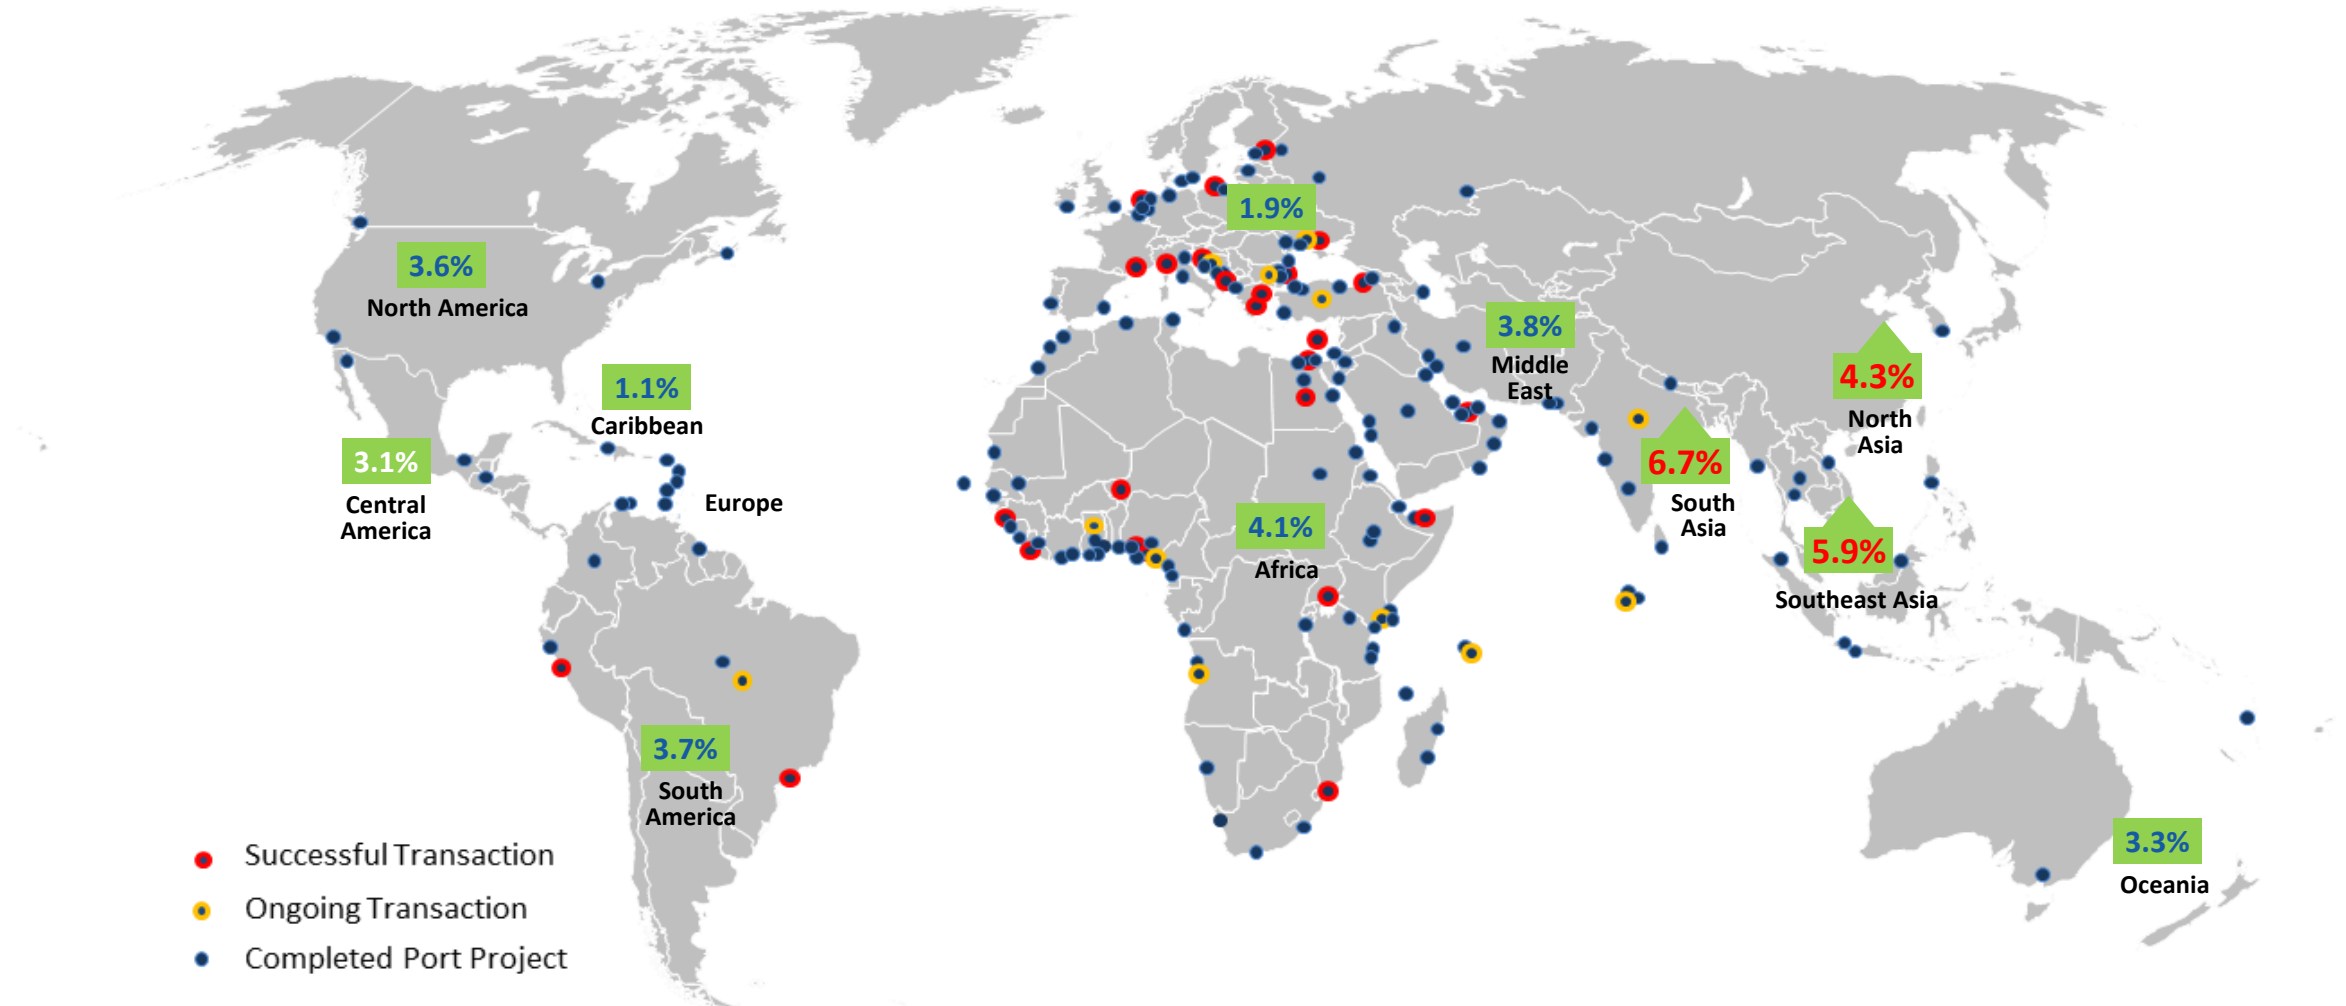 1.9%
3.6%
North America
3.8%
Middle
East
4.3%
North
Asia
1.1%
Caribbean
3.1%
Central
America
Europe
6.7%
South
Asia
4.1%
Africa
5.9%
Southeast Asia
3.7%
South
America
3.3%
Oceania
Successful Transaction
Ongoing Transaction
Completed Port Project